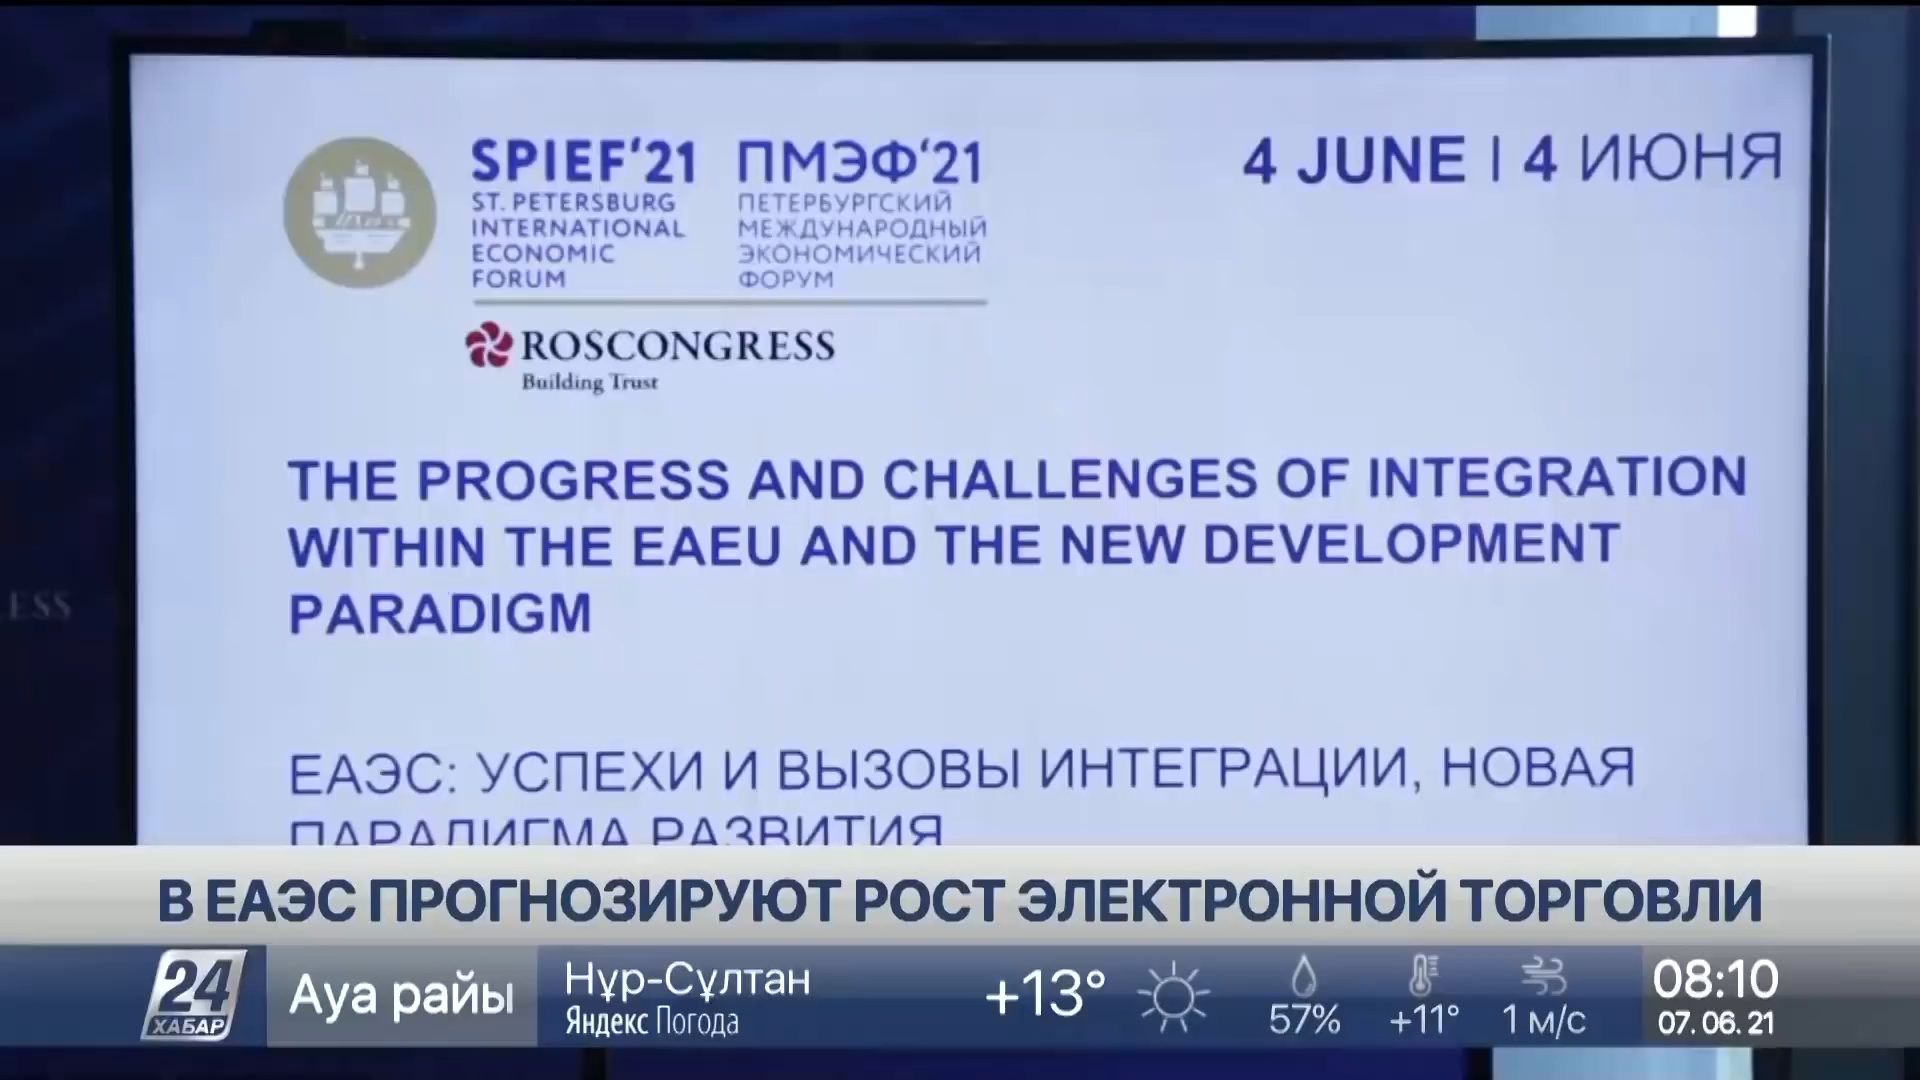 SPIEF‘21
ST. PETERSBURG
INTERNATIONAL
ECONOMIC
FORUM
ПМЭФ‘21
ПЕТЕРБУРГСКИЙ
МЕЖДУНАРОДНЫЙ
ЭКОНОМИЧЕСКИЙ
ФОРУМ
4 JUNE | 4 ИЮНЯ
ROSCONGRESS
Building Trust
THE PROGRESS AND CHALLENGES OF INTEGRATION
WITHIN THE EAEU AND THE NEW DEVELOPMENT
PARADIGM
ESS
ЕАЭС: УСПЕХИ И ВЫЗОВЫ ИНТЕГРАЦИИ, НОВАЯ
ПАРАДИГМА РАЗВИТИЯ
В ЕАЭС ПРОГНОЗИРУЮТ РОСТ ЭЛЕКТРОННОЙ ТОРГОВЛИ
24
ХАБАР
Ауа райы
Нұр-Сұлтан
Яндекс Погода
+13°
57%
+11°
1 м/с
08:10
07. 06. 21